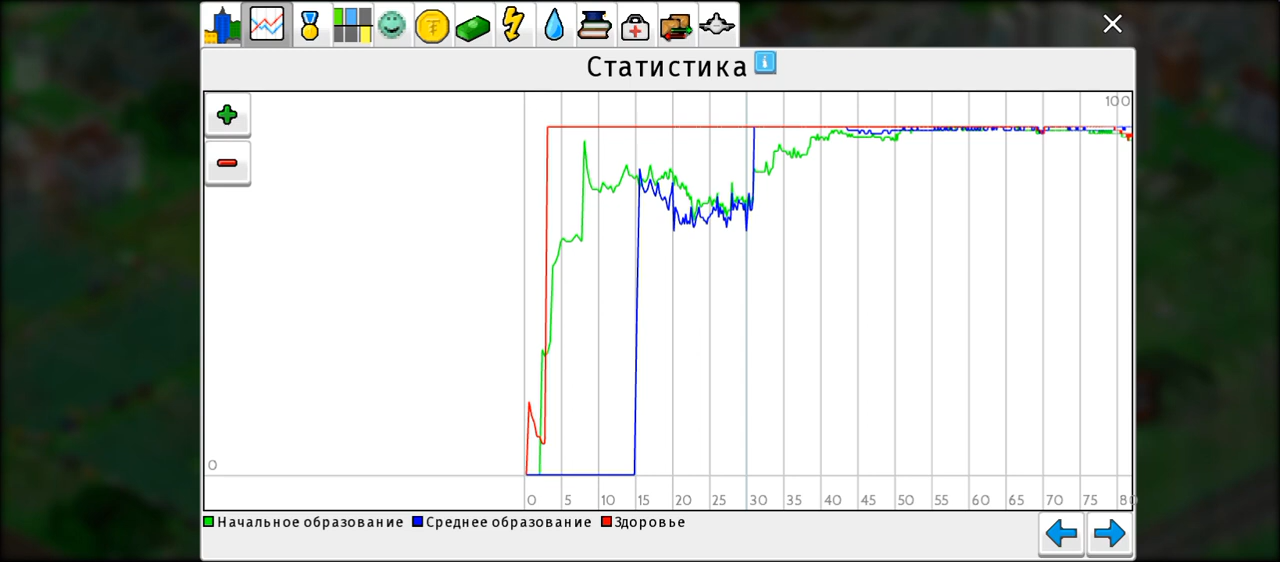 Статистика
100
0
0 5 10 15 20 25 30 35 40 45 50 55 60 65 70 75 80
Начальное образование Среднее образование Здоровье